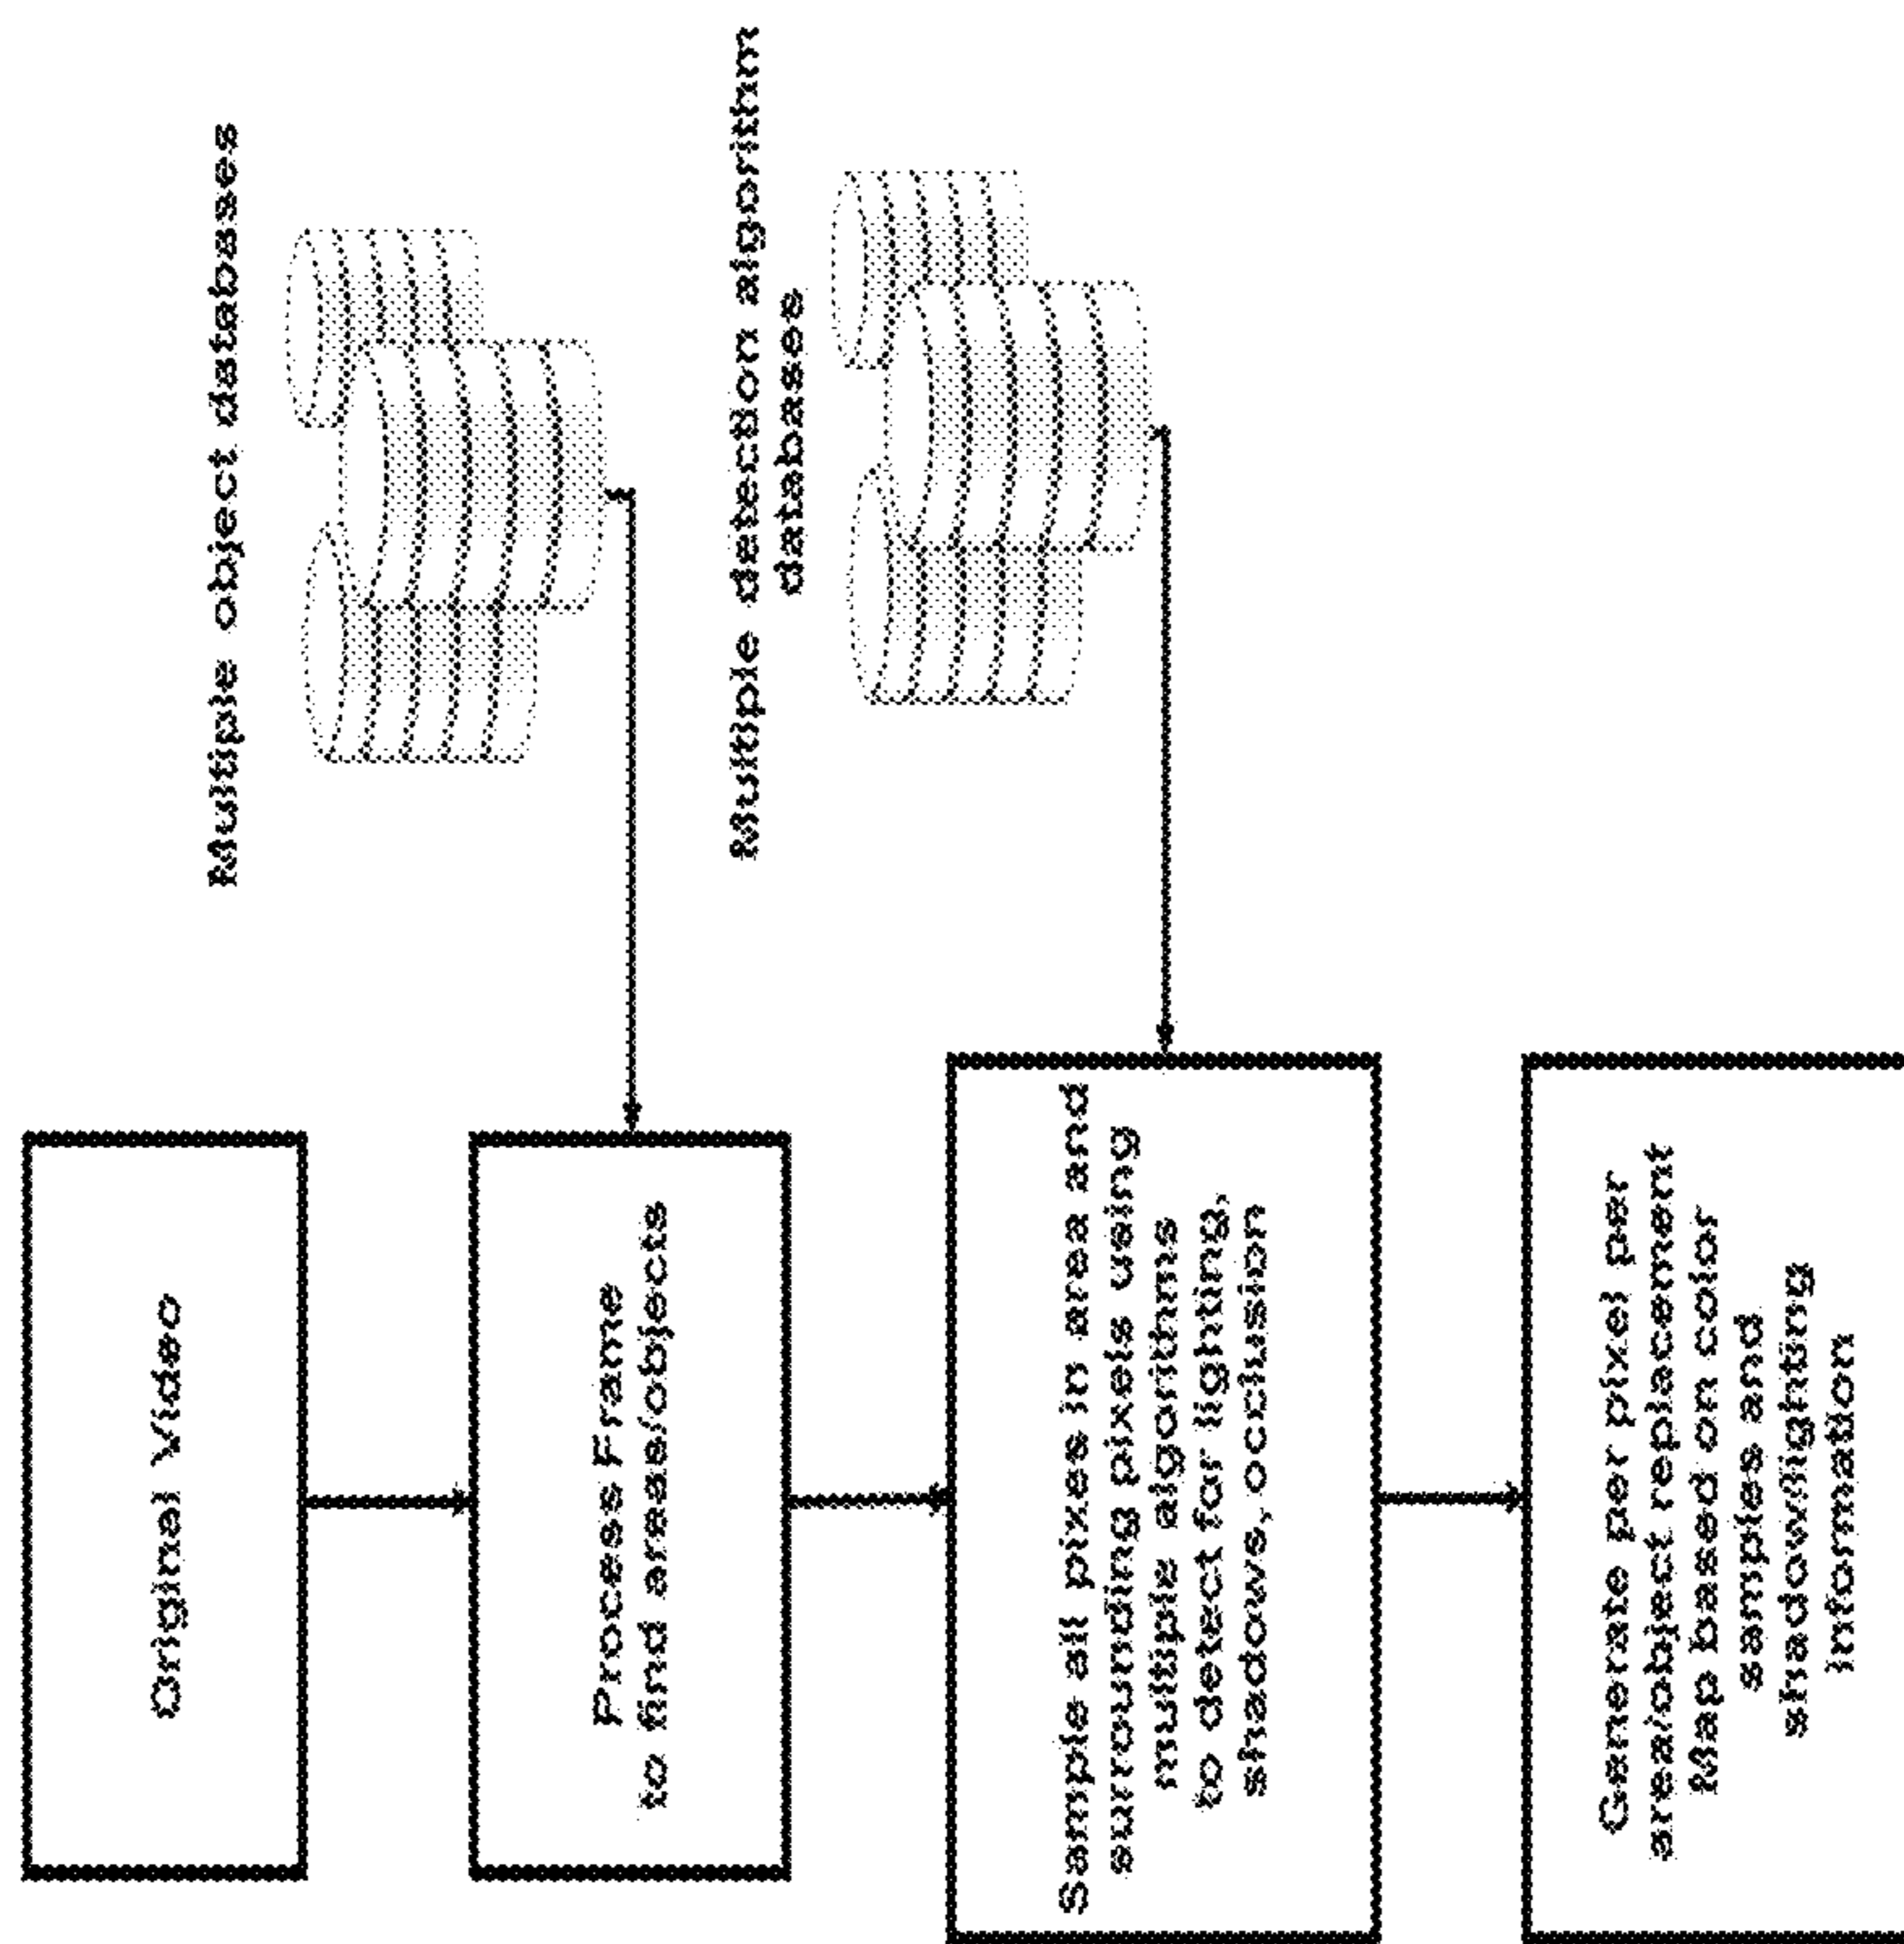 Original Video
Multiple object databases
Process Frame
to find areas/objects
Multiple detection algorithm
databases
Sample all pixes in area and
surrounding pixels using
multiple algorithms
to detect for lighting,
shadows, occlusion
Generate per pixel per
area/object replacement
Map based on color
samples and
shadow/lighting
information